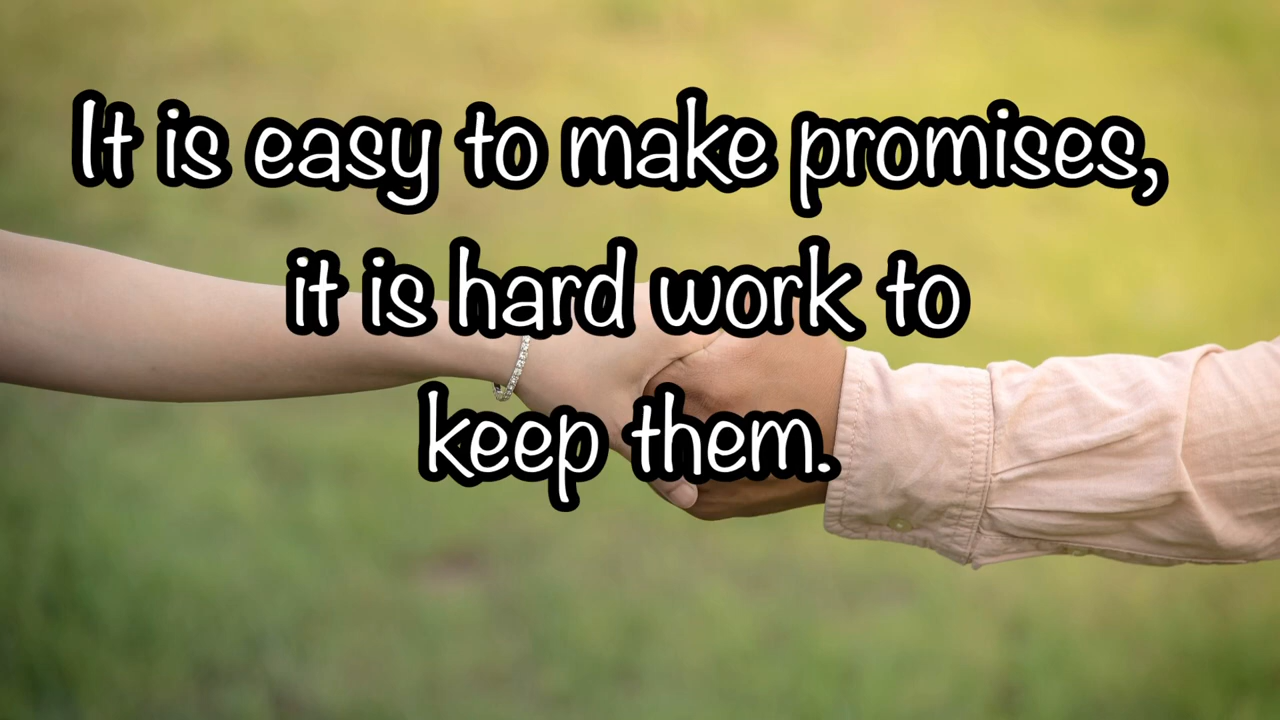 It is easy to make promises,
it is hard work to
keep them.